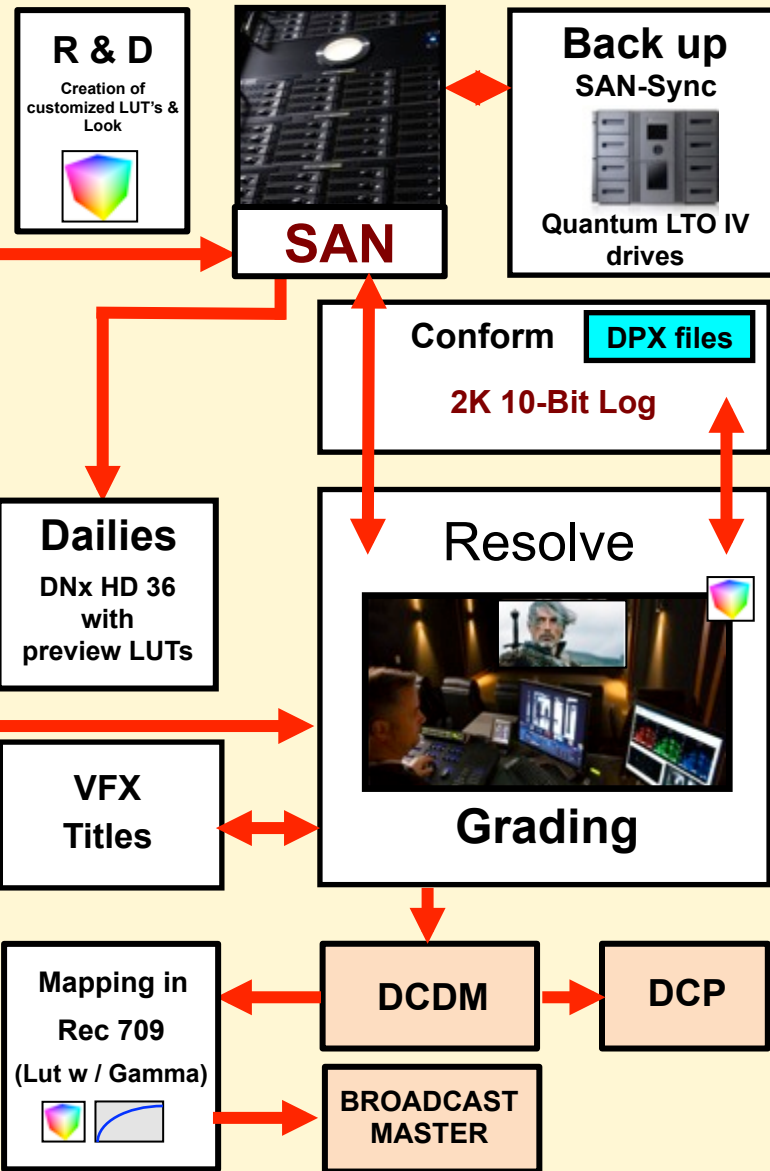 R & D
Creation of
customized LUT's &
Look
SAN
Back up
SAN-Sync
Quantum LTO IV
drives
Conform
DPX files
2K 10-Bit Log
Dailies
DNx HD 36
with
preview LUTs
Resolve
Grading
VFX
Titles
Mapping in
Rec 709
(Lut w / Gamma)
DCDM
DCP
BROADCAST
MASTER